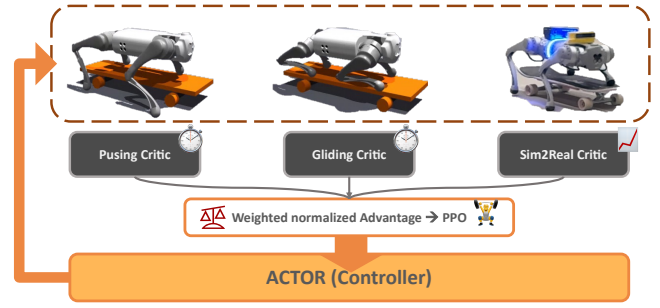 Pusing Critic
Gliding Critic
Sim2Real Critic
Weighted normalized Advantage → PPO
ACTOR (Controller)